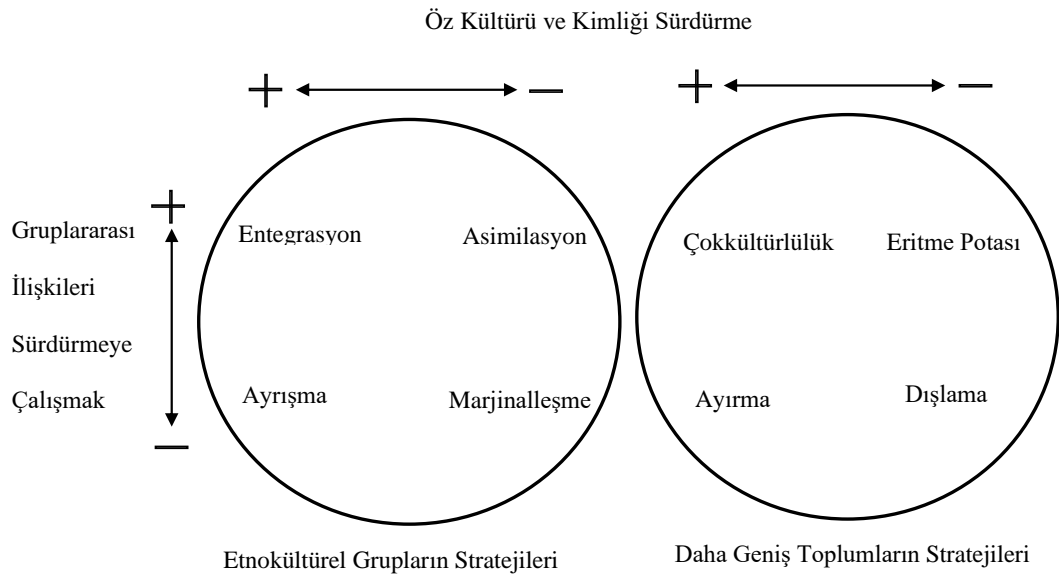 Öz Kültürü ve Kimliği Sürdürme
+ −
+ −
+
Gruplararası
İlişkileri
Sürdürmeye
Çalışmak
−
Entegrasyon Asimilasyon
Ayrışma Marjinalleşme
Çokkültürlülük Eritme Potası
Ayırma Dışlama
Etnokültürel Grupların Stratejileri
Daha Geniş Toplumların Stratejileri